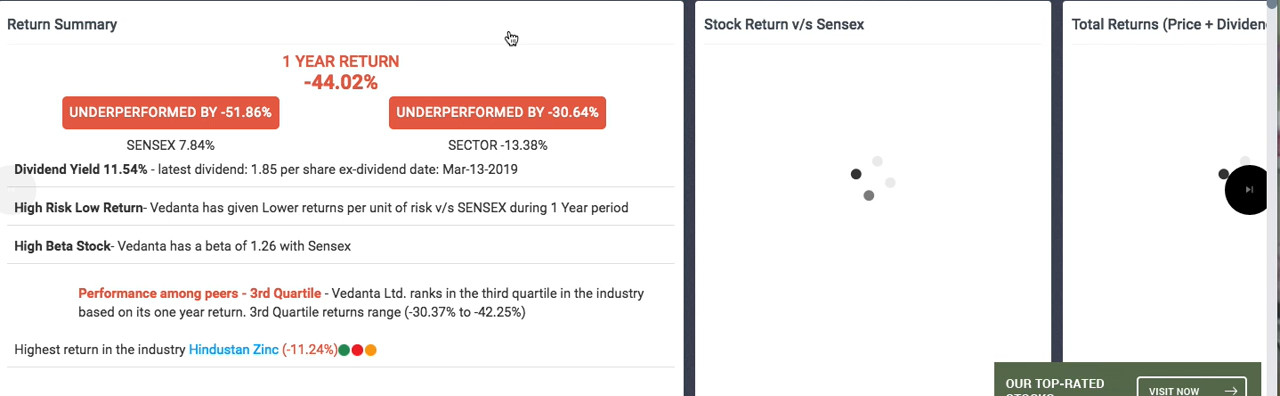 Return Summary
1 YEAR RETURN
-44.02%
UNDERPERFORMED BY -51.86%
UNDERPERFORMED BY -30.64%
SENSEX 7.84%
SECTOR -13.38%
Dividend Yield 11.54% - latest dividend: 1.85 per share ex-dividend date: Mar-13-2019
High Risk Low Return- Vedanta has given Lower returns per unit of risk v/s SENSEX during 1 Year period
High Beta Stock- Vedanta has a beta of 1.26 with Sensex
Performance among peers - 3rd Quartile - Vedanta Ltd. ranks in the third quartile in the industry
based on its one year return. 3rd Quartile returns range (-30.37% to -42.25%)
Highest return in the industry Hindustan Zinc (-11.24%)
Stock Return v/s Sensex
Total Returns (Price +
OUR TOP-RATED
VISIT NOW